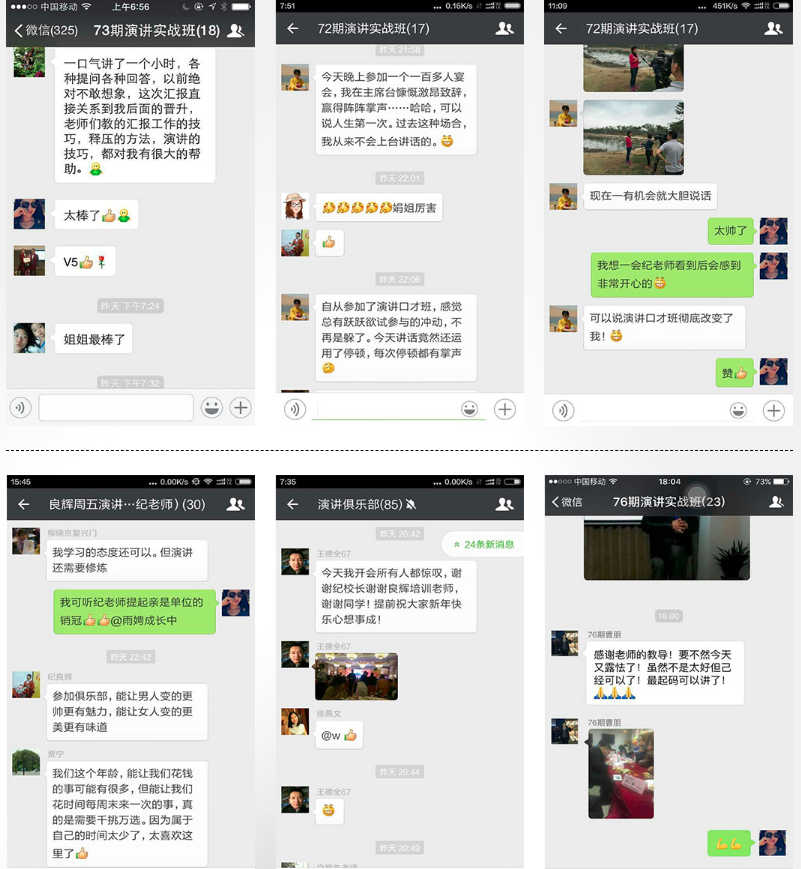 中国移动 上午6:56
微信(325) 73期演讲实战班(18)
一口气讲了一个小时，各
种提问各种回答，以前绝
对不敢想象，这次汇报直
接关系到我后面的晋升，
老师们教的汇报工作的技
巧，释压的方法，演讲的
技巧，都对我有很大的帮
助。
太棒了👍
V5👍🌹
昨天 下午7:24
姐姐最棒了
昨天 下午7:32
7:51 0.16K/s
72期演讲实战班(17)
昨天 21:58
今天晚上参加一个一百多人宴
会，我在主席台慷慨激昂致辞，
赢得阵阵掌声……哈哈，可以
说人生第一次。过去这种场合，
我从来不会上台讲话的。😁
昨天 22:01
娟姐厉害
👍
昨天 22:06
自从参加了演讲口才班，感觉
总有跃跃欲试参与的冲动，不
再是躲了。今天讲话竟然还运
用了停顿，每次停顿都有掌声
11:09 451K/s
72期演讲实战班(17)
现在一有机会就大胆说话
太帅了
我想一会纪老师看到后会感到
非常开心的😁
可以说演讲口才班彻底改变了
我！😁
赞👍
15:45 0.00K/s
良辉周五演讲…纪老师）(30)
我学习的态度还可以。但演讲
还需要修炼
我可听纪老师提起亲是单位的
销冠👍👍@雨娉成长中
昨天 22:42
纪良辉
参加俱乐部，能让男人变的更
帅更有魅力，能让女人变的更
美更有味道
贾宁
我们这个年龄，能让我们花钱
的事可能有很多，但能让我们
花时间每周末来一次的事，真
的是需要千挑万选。因为属于
自己的时间太少了，太喜欢这
里了👍
7:35 0.00K/s
演讲俱乐部(85)
昨天 20:42
24条新消息
王德全67
今天我开会所有人都惊叹，谢
谢纪校长谢谢良辉培训老师，
谢谢同学！提前祝大家新年快
乐心想事成！
王德全67
徐燕文
@w 👍
昨天 20:44
王德全67
😁
昨天 20:49
中国移动 18:04 73%
微信 76期演讲实战班(23)
18:00
76期曹朋
感谢老师的教导！要不然今天
又露怯了！虽然不是太好但己
经可以了！最起码可以讲了！
🙏🙏🙏
76期曹朋
💪💪